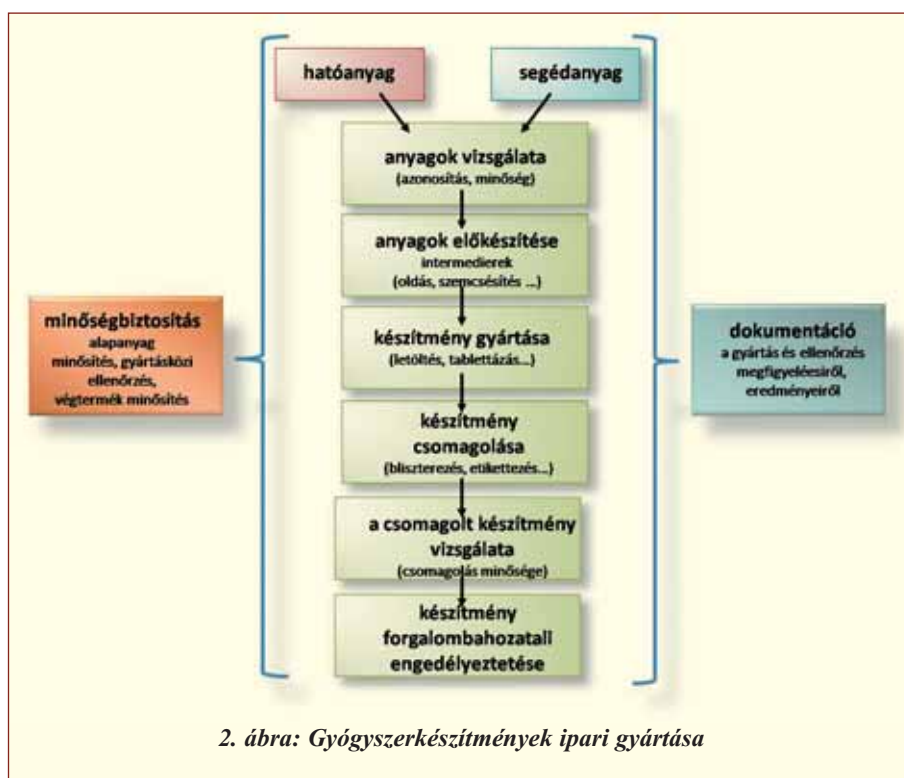 hatóanyag
segédanyag
anyagok vizsgálata
(azonosítás, minőség)
anyagok előkészítése
intermedierek
(oldás, szemcsésítés ...)
készítmény gyártása
(letöltés, tablettázás...)
készítmény
csomagolása
(bliszterezés, etikettezés...)
a csomagolt készítmény
vizsgálata
(csomagolás minősége)
készítmény
forgalombahozatali
engedélyeztetése
minőségbiztosítás
alapanyag
minősítés, gyártásközi
ellenőrzés,
végtermék minősítés
dokumentáció
a gyártás és ellenőrzés
megfigyeléesiről,
eredményeiről
2. ábra: Gyógyszerkészítmények ipari gyártása